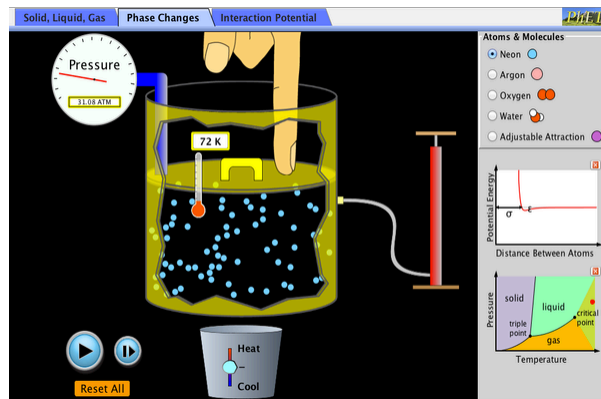 Solid, Liquid, Gas
Phase Changes
Interaction Potential
PhET
Pressure
31.08 ATM
72 K
Atoms & Molecules
Neon
Argon
Oxygen
Water
Adjustable Attraction
Potential Energy
σ
ε
Distance Between Atoms
Pressure
solid
liquid
critical
point
triple
point
gas
Temperature
Heat
Cool
Reset All